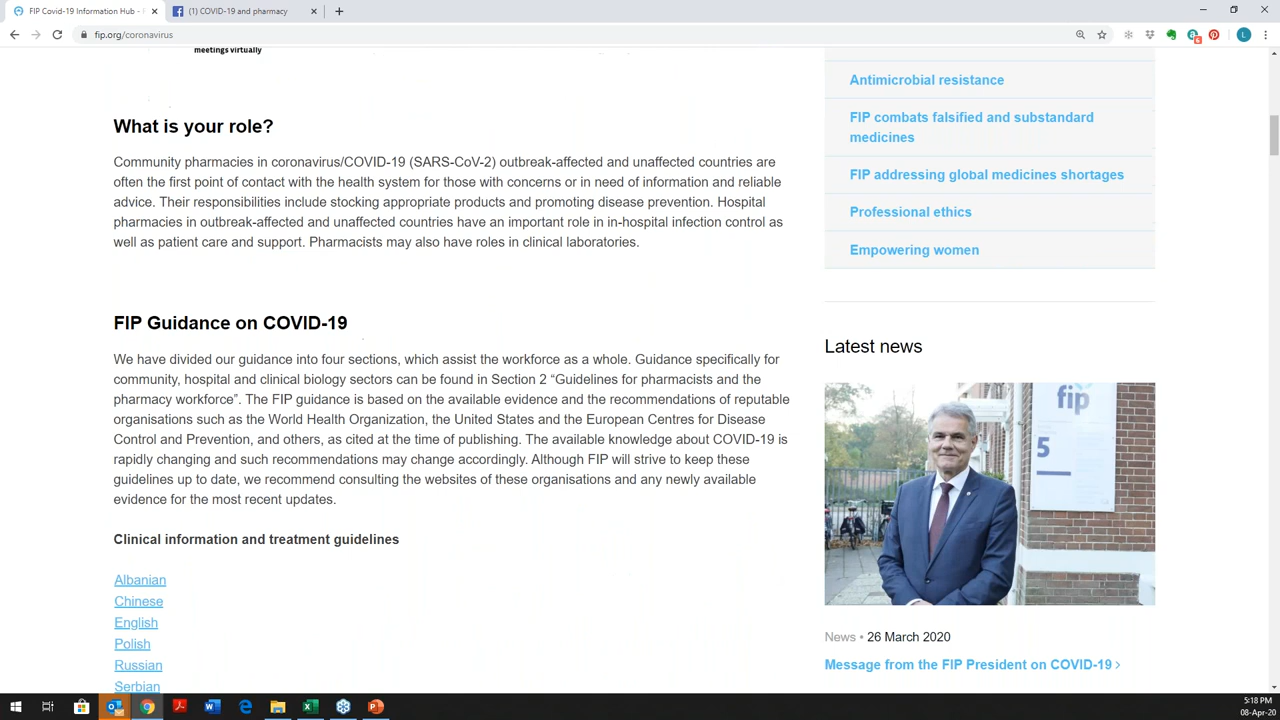 FIP Covid-19 Information Hub - F
(1) COVID-19 and pharmacy
fip.org/coronavirus
L
meetings virtually
What is your role?
Community pharmacies in coronavirus/COVID-19 (SARS-CoV-2) outbreak-affected and unaffected countries are
often the first point of contact with the health system for those with concerns or in need of information and reliable
advice. Their responsibilities include stocking appropriate products and promoting disease prevention. Hospital
pharmacies in outbreak-affected and unaffected countries have an important role in in-hospital infection control as
well as patient care and support. Pharmacists may also have roles in clinical laboratories.
FIP Guidance on COVID-19
We have divided our guidance into four sections, which assist the workforce as a whole. Guidance specifically for
community, hospital and clinical biology sectors can be found in Section 2 “Guidelines for pharmacists and the
pharmacy workforce”. The FIP guidance is based on the available evidence and the recommendations of reputable
organisations such as the World Health Organization, the United States and the European Centres for Disease
Control and Prevention, and others, as cited at the time of publishing. The available knowledge about COVID-19 is
rapidly changing and such recommendations may change accordingly. Although FIP will strive to keep these
guidelines up to date, we recommend consulting the websites of these organisations and any newly available
evidence for the most recent updates.
Clinical information and treatment guidelines
Albanian
Chinese
English
Polish
Russian
Serbian
Antimicrobial resistance
FIP combats falsified and substandard
medicines
FIP addressing global medicines shortages
Professional ethics
Empowering women
Latest news
fip
5
News • 26 March 2020
Message from the FIP President on COVID-19 >
5:18 PM
08-Apr-20